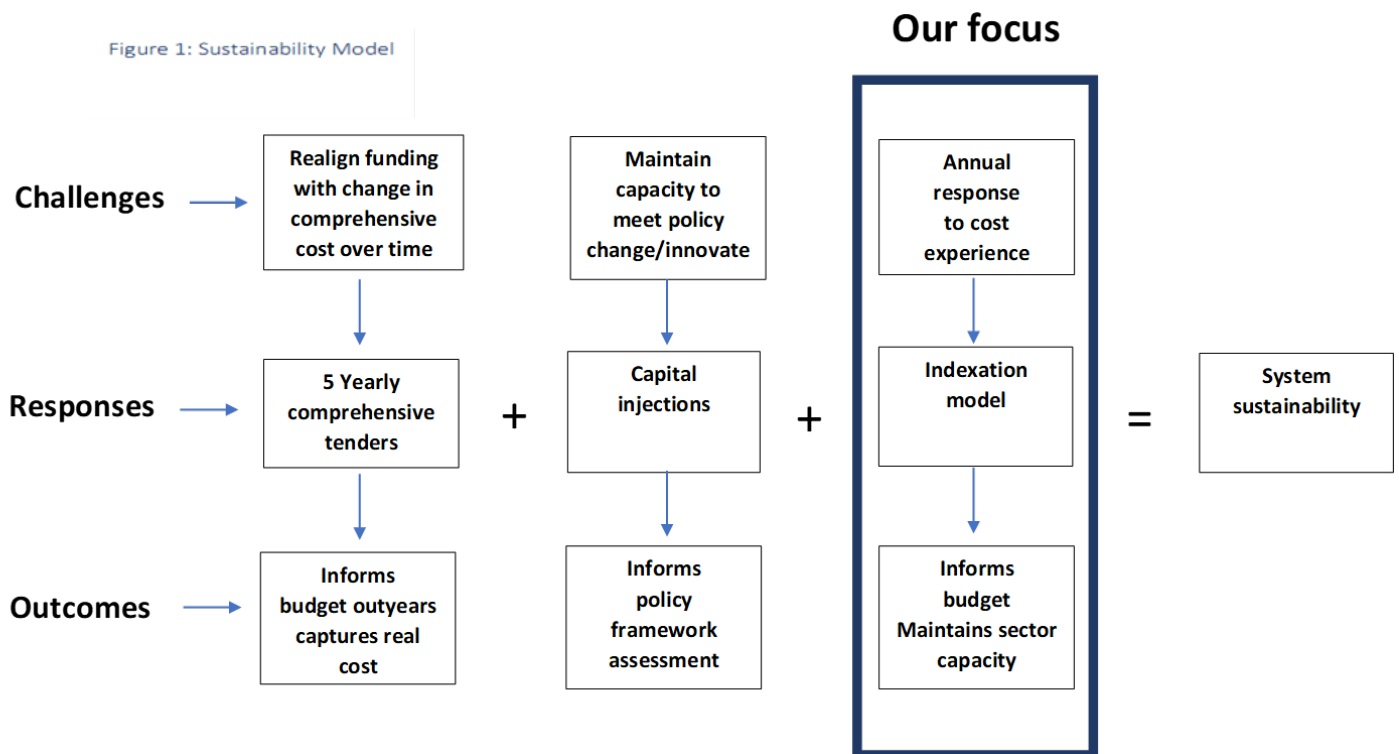 Our focus
Figure 1: Sustainability Model
Challenges
Realign funding
with change in
comprehensive
cost over time
Maintain
capacity to
meet policy
change/innovate
Annual
response
to cost
experience
Responses
5 Yearly
comprehensive
tenders
+
Capital
injections
+
Indexation
model
=
System
sustainability
Outcomes
Informs
budget outyears
captures real
cost
Informs
policy
framework
assessment
Informs
budget
Maintains sector
capacity